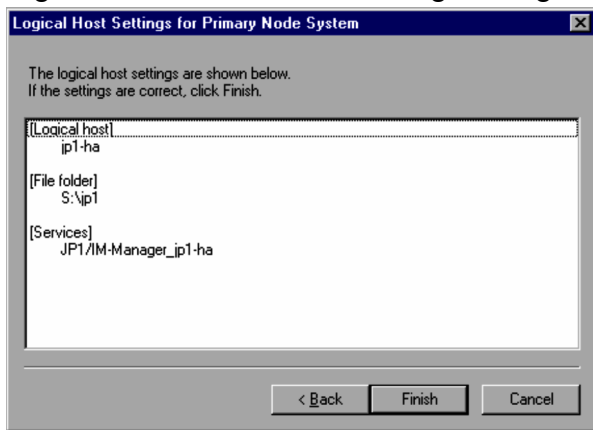 Logical Host Settings for Primary Node System
The logical host settings are shown below.
If the settings are correct, click Finish.
[Logical host]
jp1-ha
[File folder]
S:\jp1
[Services]
JP1/IM-Manager_jp1-ha
< Back
Finish
Cancel